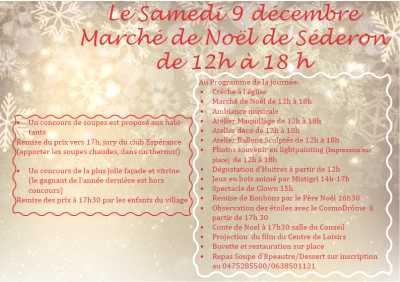 Le Samedi 9 décembre
Marché de Noël de Séderon
de 12h à 18 h
• Un concours de soupes est proposé aux habi
tants
Remise du prix vers 17h, jury du club Espérance
(apporter les soupes chaudes, dans un thermo!)
• Un concours de la plus jolie façade et vitrine
(le gagnant de l'année dernière est hors
concours)
Remise des prix à 17h30 par les enfants du village
Au Programme de la journée:
• Crèche à l'église
• Marché de Noël de 12h à 18h
• Ambiance musicale
• Atelier Maquillage de 12h à 18h
• Atelier déco de 12h à 18h
• Atelier Ballons Sculptés de 12h à 18h
• Photos souvenir en lightpainting (Impression sur
place) de 12h à 18h
• Dégustation d'Huitres à partir de 12h
• Jeux en bois animé par Mistigri 14h-17h
• Spectacle de Clown 15h
• Remise de Bonbons par le Père Noël 16h30
• Observation des étoiles avec le CosmoDrôme à
partir de 17h 30
• Conte de Noël à 17h30 salle du Conseil
• Projection du film du Centre de Loisirs
• Buvette et restauration sur place
• Repas Soupe d'Epeautre/Dessert sur inscription
au 0475285500/0638501121